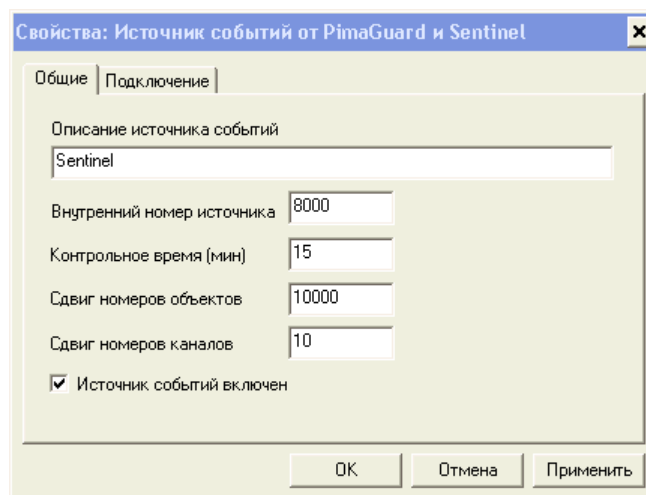 Свойства: Источник событий от PimaGuard и Sentinel
Общие Подключение
Описание источника событий
Sentinel
Внутренний номер источника 8000
Контрольное время (мин) 15
Сдвиг номеров объектов 10000
Сдвиг номеров каналов 10
Источник событий включен
OK Отмена Применить